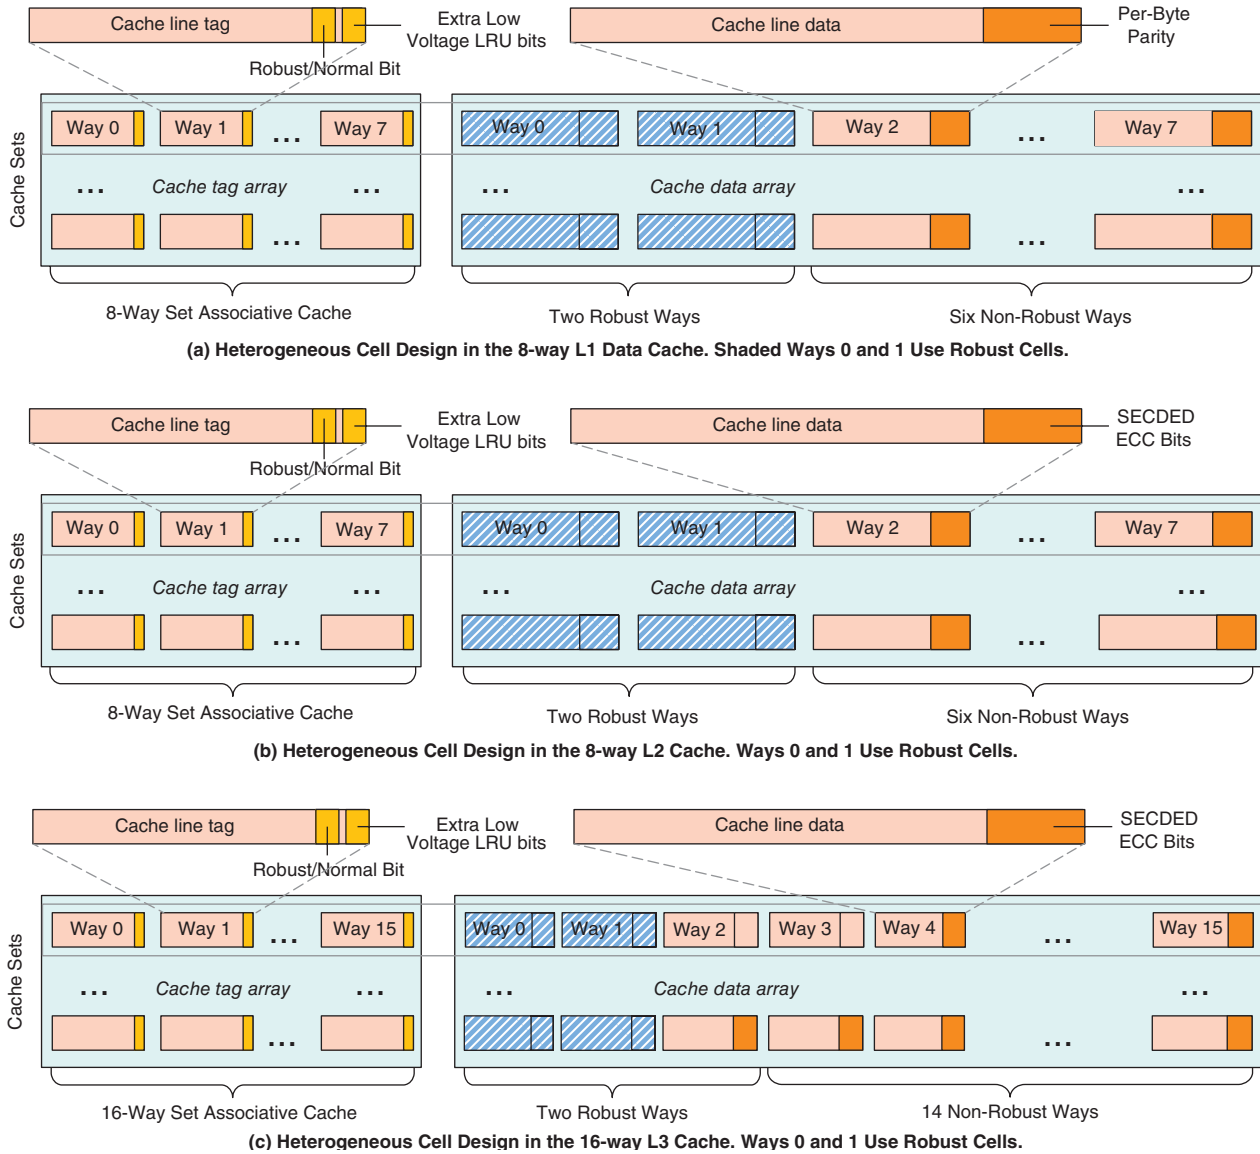 Cache line tag
Extra Low
Voltage LRU bits
Robust/Normal Bit
Cache line data
Per-Byte
Parity
Cache Sets
Way 0
Way 1
...
Way 7
Way 0
Way 1
Way 2
...
Way 7
...
Cache tag array
...
...
Cache data array
...
...
...
8-Way Set Associative Cache
Two Robust Ways
Six Non-Robust Ways
(a) Heterogeneous Cell Design in the 8-way L1 Data Cache. Shaded Ways 0 and 1 Use Robust Cells.
Cache line tag
Extra Low
Voltage LRU bits
Robust/Normal Bit
Cache line data
SECDED
ECC Bits
Cache Sets
Way 0
Way 1
...
Way 7
Way 0
Way 1
Way 2
...
Way 7
...
Cache tag array
...
...
Cache data array
...
...
...
8-Way Set Associative Cache
Two Robust Ways
Six Non-Robust Ways
(b) Heterogeneous Cell Design in the 8-way L2 Cache. Ways 0 and 1 Use Robust Cells.
Cache line tag
Extra Low
Voltage LRU bits
Robust/Normal Bit
Cache line data
SECDED
ECC Bits
Cache Sets
Way 0
Way 1
...
Way 15
Way 0
Way 1
Way 2
Way 3
Way 4
...
Way 15
...
Cache tag array
...
...
Cache data array
...
...
...
16-Way Set Associative Cache
Two Robust Ways
14 Non-Robust Ways
(c) Heterogeneous Cell Design in the 16-way L3 Cache. Ways 0 and 1 Use Robust Cells.